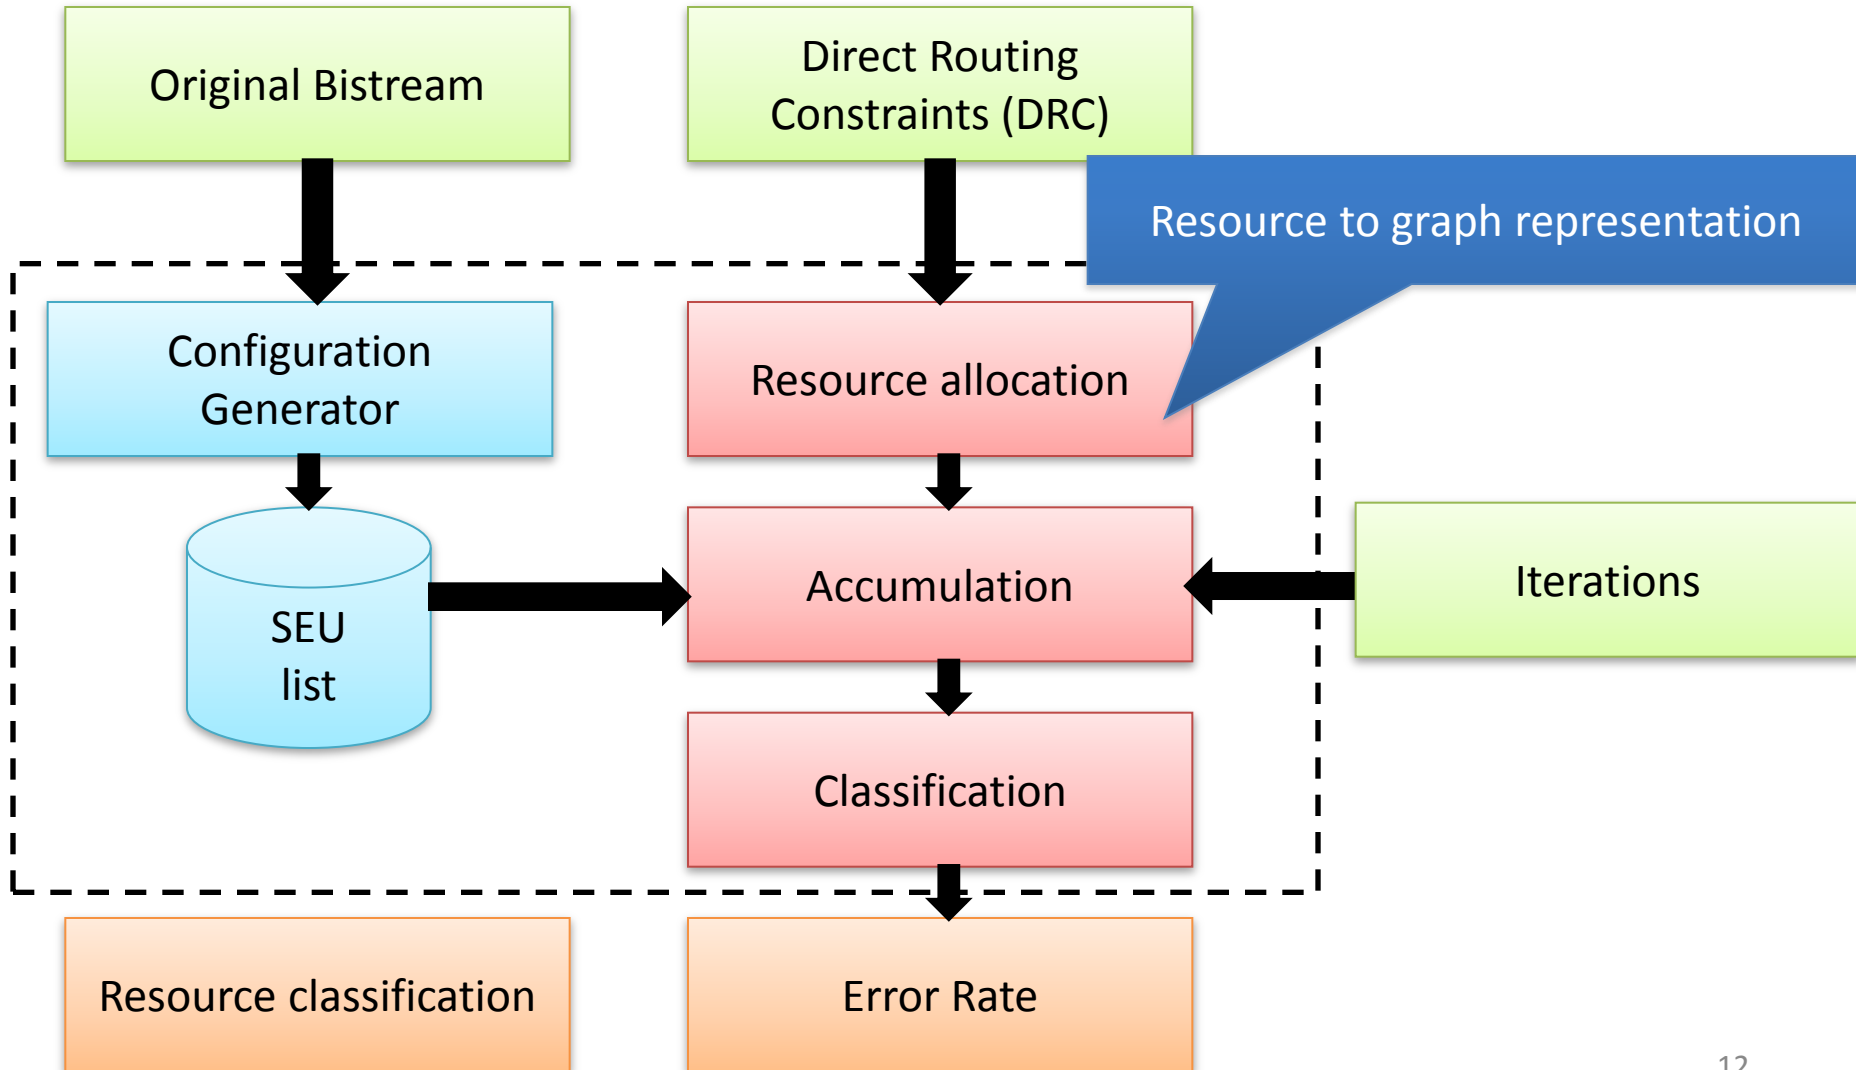 Original Bistream
Direct Routing
Constraints (DRC)
Resource to graph representation
Configuration
Generator
Resource allocation
SEU
list
Accumulation
Iterations
Classification
Resource classification
Error Rate
12